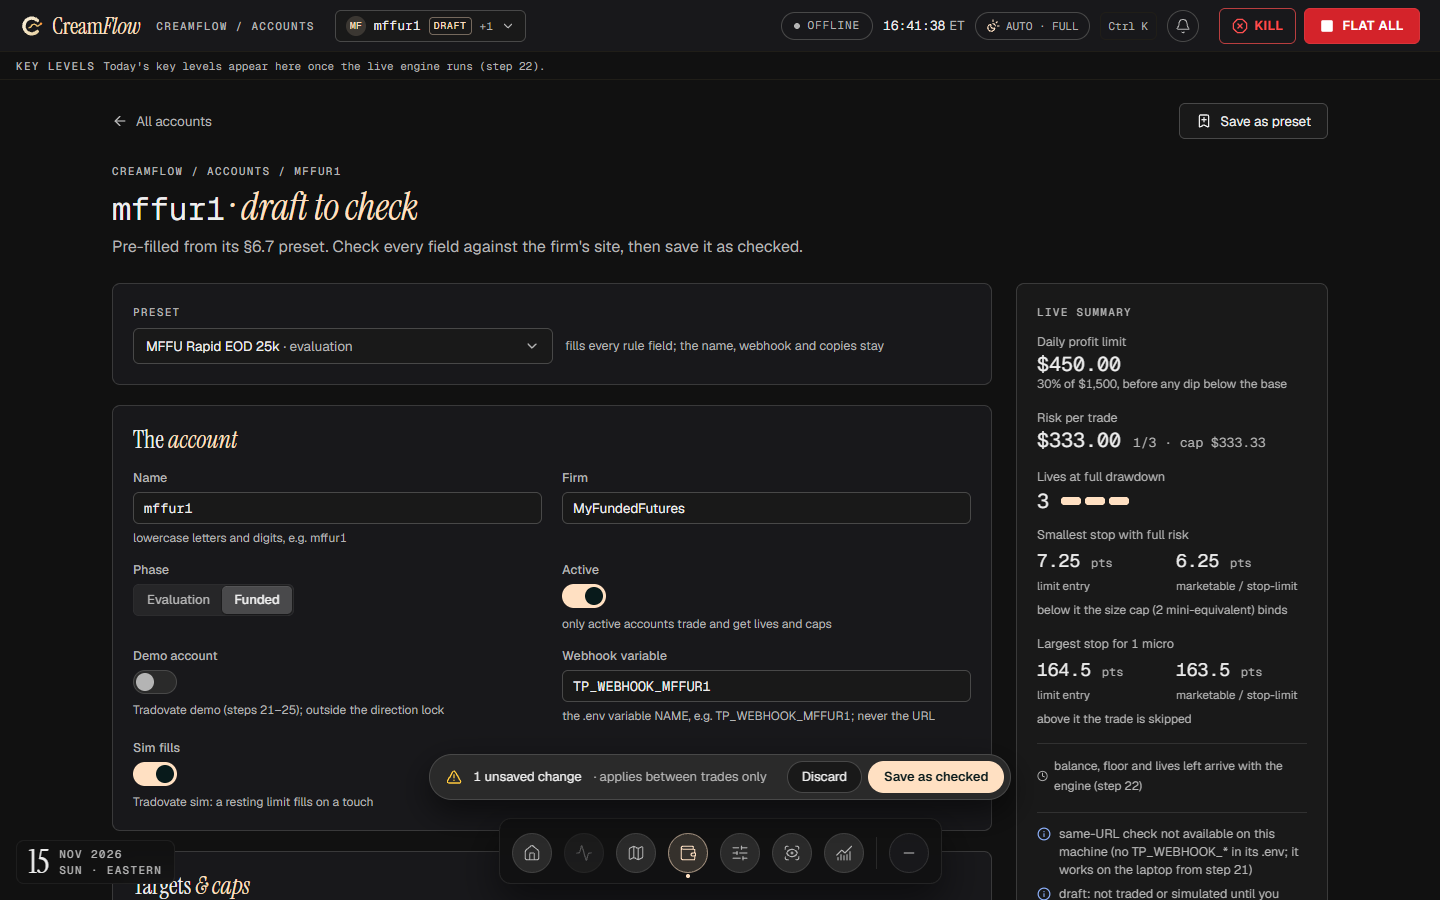 CreamFlow CREAMFLOW / ACCOUNTS MF mffur1 DRAFT +1 OFFLINE 16:41:38 ET AUTO · FULL Ctrl K KILL FLAT ALL
KEY LEVELS Today's key levels appear here once the live engine runs (step 22).
All accounts
Save as preset
CREAMFLOW / ACCOUNTS / MFFUR1
mffur1 · draft to check
Pre-filled from its §6.7 preset. Check every field against the firm's site, then save it as checked.
PRESET
MFFU Rapid EOD 25k · evaluation
fills every rule field; the name, webhook and copies stay
The account
Name
mffur1
lowercase letters and digits, e.g. mffur1
Firm
MyFundedFutures
Phase
Evaluation Funded
Active
only active accounts trade and get lives and caps
Demo account
Tradovate demo (steps 21–25); outside the direction lock
Webhook variable
TP_WEBHOOK_MFFUR1
the .env variable NAME, e.g. TP_WEBHOOK_MFFUR1; never the URL
Sim fills
Tradovate sim: a resting limit fills on a touch
1 unsaved change · applies between trades only Discard Save as checked
Targets & caps
15 NOV 2026
SUN · EASTERN
LIVE SUMMARY
Daily profit limit
$450.00
30% of $1,500, before any dip below the base
Risk per trade
$333.00 1/3 · cap $333.33
Lives at full drawdown
3
Smallest stop with full risk
7.25 pts 6.25 pts
limit entry marketable / stop-limit
below it the size cap (2 mini-equivalent) binds
Largest stop for 1 micro
164.5 pts 163.5 pts
limit entry marketable / stop-limit
above it the trade is skipped
balance, floor and lives left arrive with the
engine (step 22)
same-URL check not available on this
machine (no TP_WEBHOOK_* in its .env; it
works on the laptop from step 21)
draft: not traded or simulated until you